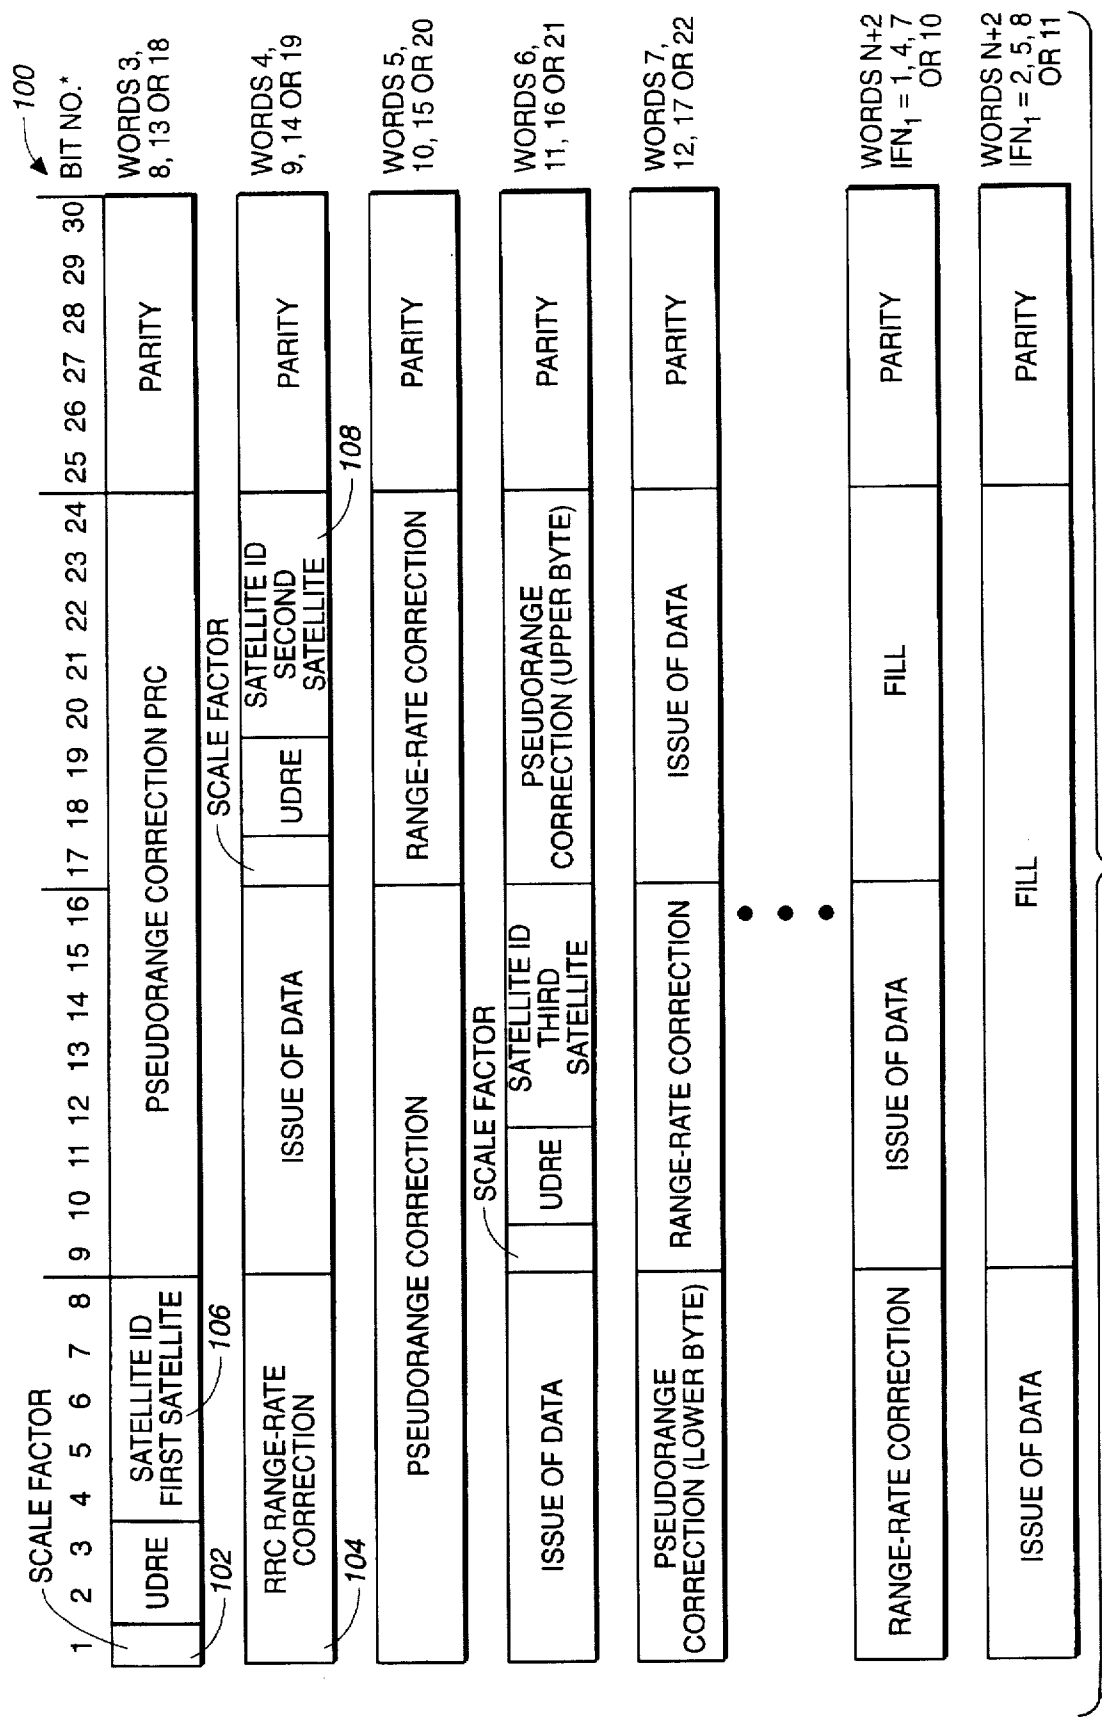 100
BIT NO.*
SCALE FACTOR
1 2 3 4 5 6 7 8 9 10 11 12 13 14 15 16 17 18 19 20 21 22 23 24 25 26 27 28 29 30
UDRE
SATELLITE ID
FIRST SATELLITE
PSEUDORANGE CORRECTION PRC
PARITY
WORDS 3,
8, 13 OR 18
102
106
SCALE FACTOR
RRC RANGE-RATE
CORRECTION
ISSUE OF DATA
UDRE
SATELLITE ID
SECOND
SATELLITE
PARITY
WORDS 4,
9, 14 OR 19
104
108
PSEUDORANGE CORRECTION
RANGE-RATE CORRECTION
PARITY
WORDS 5,
10, 15 OR 20
SCALE FACTOR
ISSUE OF DATA
UDRE
SATELLITE ID
THIRD
SATELLITE
PSEUDORANGE
CORRECTION (UPPER BYTE)
PARITY
WORDS 6,
11, 16 OR 21
PSEUDORANGE
CORRECTION (LOWER BYTE)
RANGE-RATE CORRECTION
ISSUE OF DATA
PARITY
WORDS 7,
12, 17 OR 22
RANGE-RATE CORRECTION
ISSUE OF DATA
FILL
PARITY
WORDS N+2
IFN1 = 1, 4, 7
OR 10
ISSUE OF DATA
FILL
PARITY
WORDS N+2
IFN1 = 2, 5, 8
OR 11